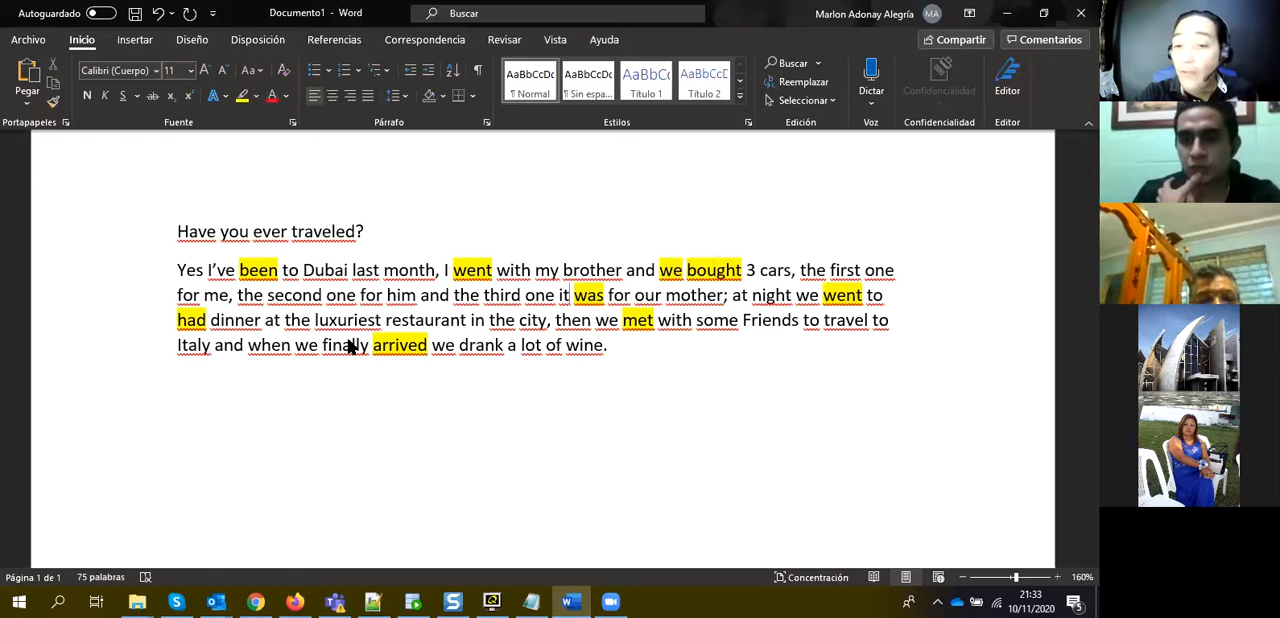 Autoguardado
Documento1 - Word
Buscar
Marlon Adonay Alegría
MA
Archivo Inicio Insertar Diseño Disposición Referencias Correspondencia Revisar Vista Ayuda
Compartir Comentarios
Pegar
Calibri (Cuerpo) 11
N K S
AaBbCcDc AaBbCcDc AaBbC AaBbCcD
¶ Normal ¶ Sin espa... Título 1 Título 2
Buscar
Reemplazar
Seleccionar
Dictar
Confidencialidad
Editor
Portapapeles Fuente Párrafo Estilos Edición Voz Confidencialidad Editor
Have you ever traveled?
Yes I've been to Dubai last month, I went with my brother and we bought 3 cars, the first one
for me, the second one for him and the third one it was for our mother; at night we went to
had dinner at the luxuriest restaurant in the city, then we met with some Friends to travel to
Italy and when we finally arrived we drank a lot of wine.
Página 1 de 1 75 palabras
Concentración
160%
21:33
10/11/2020
5